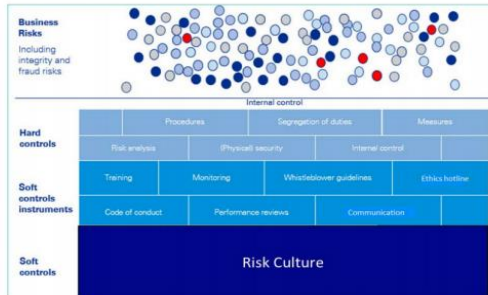 Business
Risks
Including
integrity and
fraud risks
Internal control
Hard
controls
Procedures
Segregation of duties
Measures
Risk analysis
(Physical) security
Internal control
Soft
controls
instruments
Training
Monitoring
Whistleblower guidelines
Ethics hotline
Code of conduct
Performance reviews
Communication
Soft
controls
Risk Culture